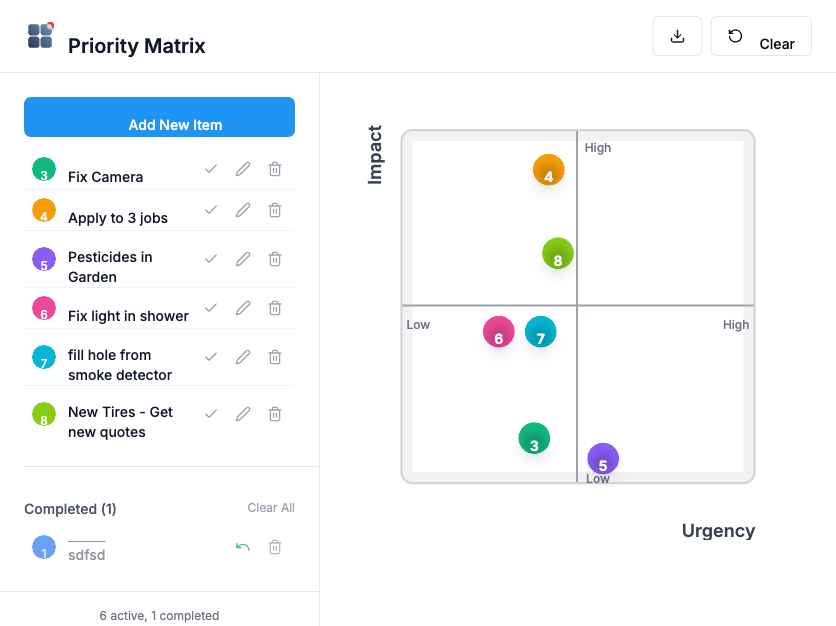 Priority Matrix
Clear
Add New Item
3 Fix Camera
4 Apply to 3 jobs
5 Pesticides in
Garden
6 Fix light in shower
7 fill hole from
smoke detector
8 New Tires - Get
new quotes
Completed (1)
Clear All
1 sdfsd
6 active, 1 completed
Impact
High
4
8
Low
High
6
7
3
5
Low
Urgency